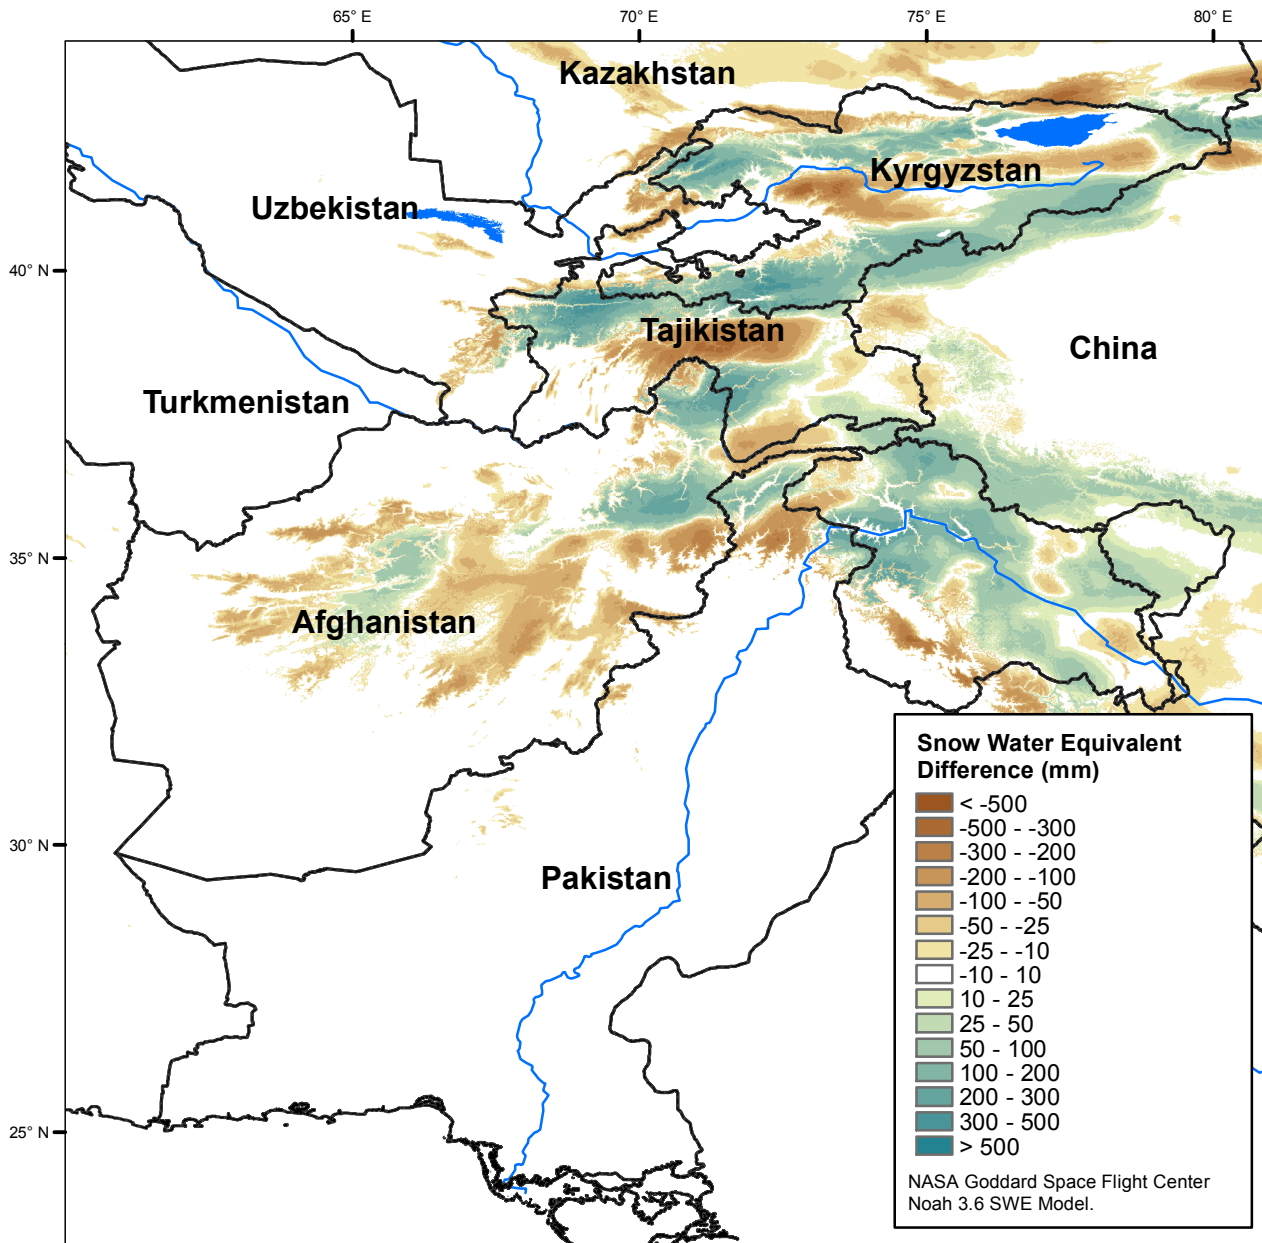 65° E
70° E
75° E
80° E
Kazakhstan
Kyrgyzstan
Uzbekistan
40° N
Tajikistan
China
Turkmenistan
35° N
Afghanistan
30° N
Pakistan
25° N
Snow Water Equivalent
Difference (mm)
< -500
-500 - -300
-300 - -200
-200 - -100
-100 - -50
-50 - -25
-25 - -10
-10 - 10
10 - 25
25 - 50
50 - 100
100 - 200
200 - 300
300 - 500
> 500
NASA Goddard Space Flight Center
Noah 3.6 SWE Model.